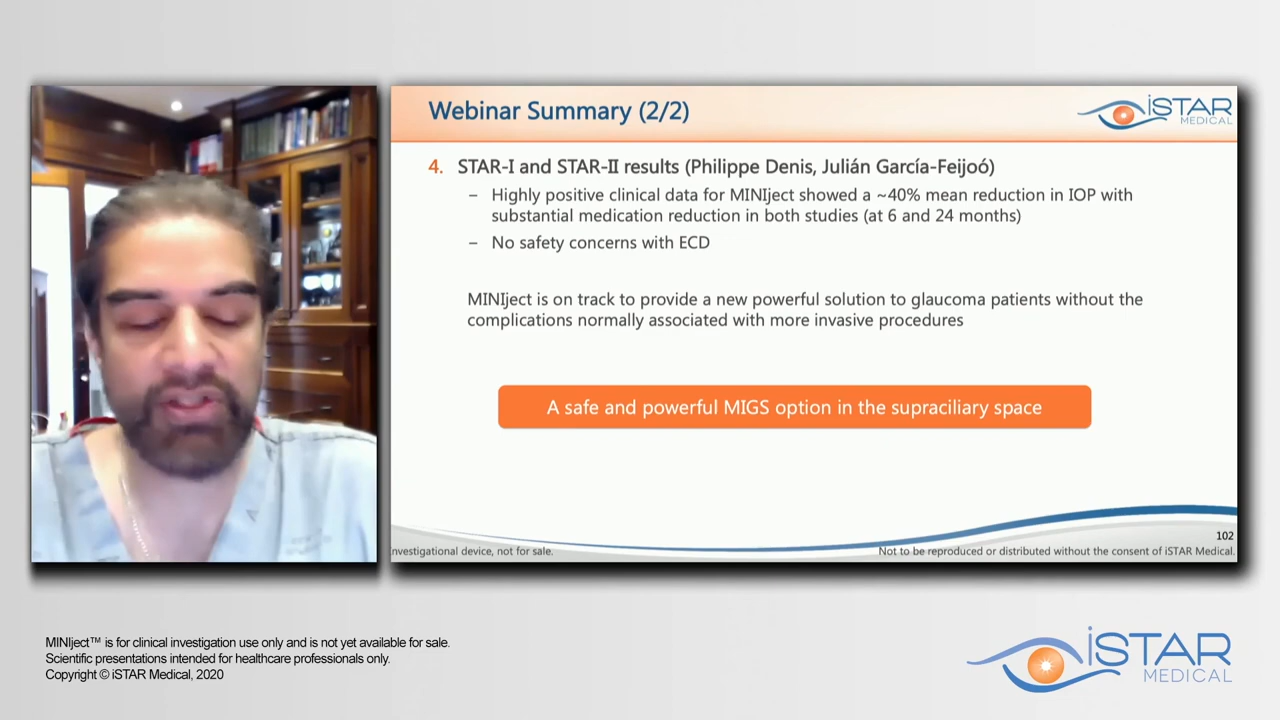 Webinar Summary (2/2)
iSTAR
MEDICAL
4. STAR-I and STAR-II results (Philippe Denis, Julián García-Feijoó)
– Highly positive clinical data for MINIject showed a ~40% mean reduction in IOP with
substantial medication reduction in both studies (at 6 and 24 months)
– No safety concerns with ECD
MINIject is on track to provide a new powerful solution to glaucoma patients without the
complications normally associated with more invasive procedures
A safe and powerful MIGS option in the supraciliary space
102
nvestigational device, not for sale.
Not to be reproduced or distributed without the consent of iSTAR Medical.
MINIject™ is for clinical investigation use only and is not yet available for sale.
Scientific presentations intended for healthcare professionals only.
Copyright © iSTAR Medical, 2020
iSTAR
MEDICAL